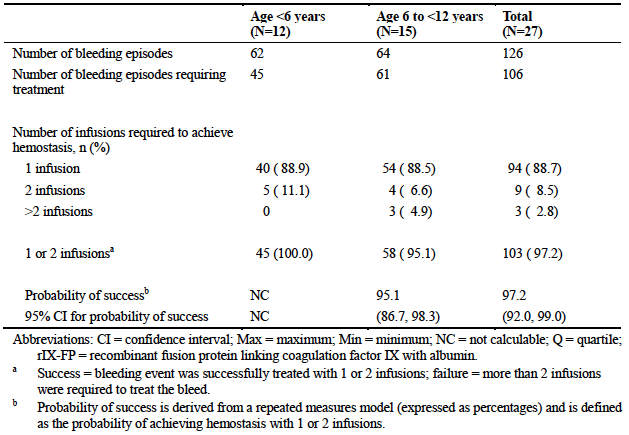 Age <6 years Age 6 to <12 years Total
(N=12) (N=15) (N=27)
Number of bleeding episodes 62 64 126
Number of bleeding episodes requiring
treatment 45 61 106
Number of infusions required to achieve
hemostasis, n (%)
1 infusion 40 ( 88.9) 54 ( 88.5) 94 ( 88.7)
2 infusions 5 ( 11.1) 4 ( 6.6) 9 ( 8.5)
>2 infusions 0 3 ( 4.9) 3 ( 2.8)
1 or 2 infusionsa 45 (100.0) 58 ( 95.1) 103 ( 97.2)
Probability of successb NC 95.1 97.2
95% CI for probability of success NC (86.7, 98.3) (92.0, 99.0)
Abbreviations: CI = confidence interval; Max = maximum; Min = minimum; NC = not calculable; Q = quartile;
rIX-FP = recombinant fusion protein linking coagulation factor IX with albumin.
a Success = bleeding event was successfully treated with 1 or 2 infusions; failure = more than 2 infusions
were required to treat the bleed.
b Probability of success is derived from a repeated measures model (expressed as percentages) and is defined
as the probability of achieving hemostasis with 1 or 2 infusions.